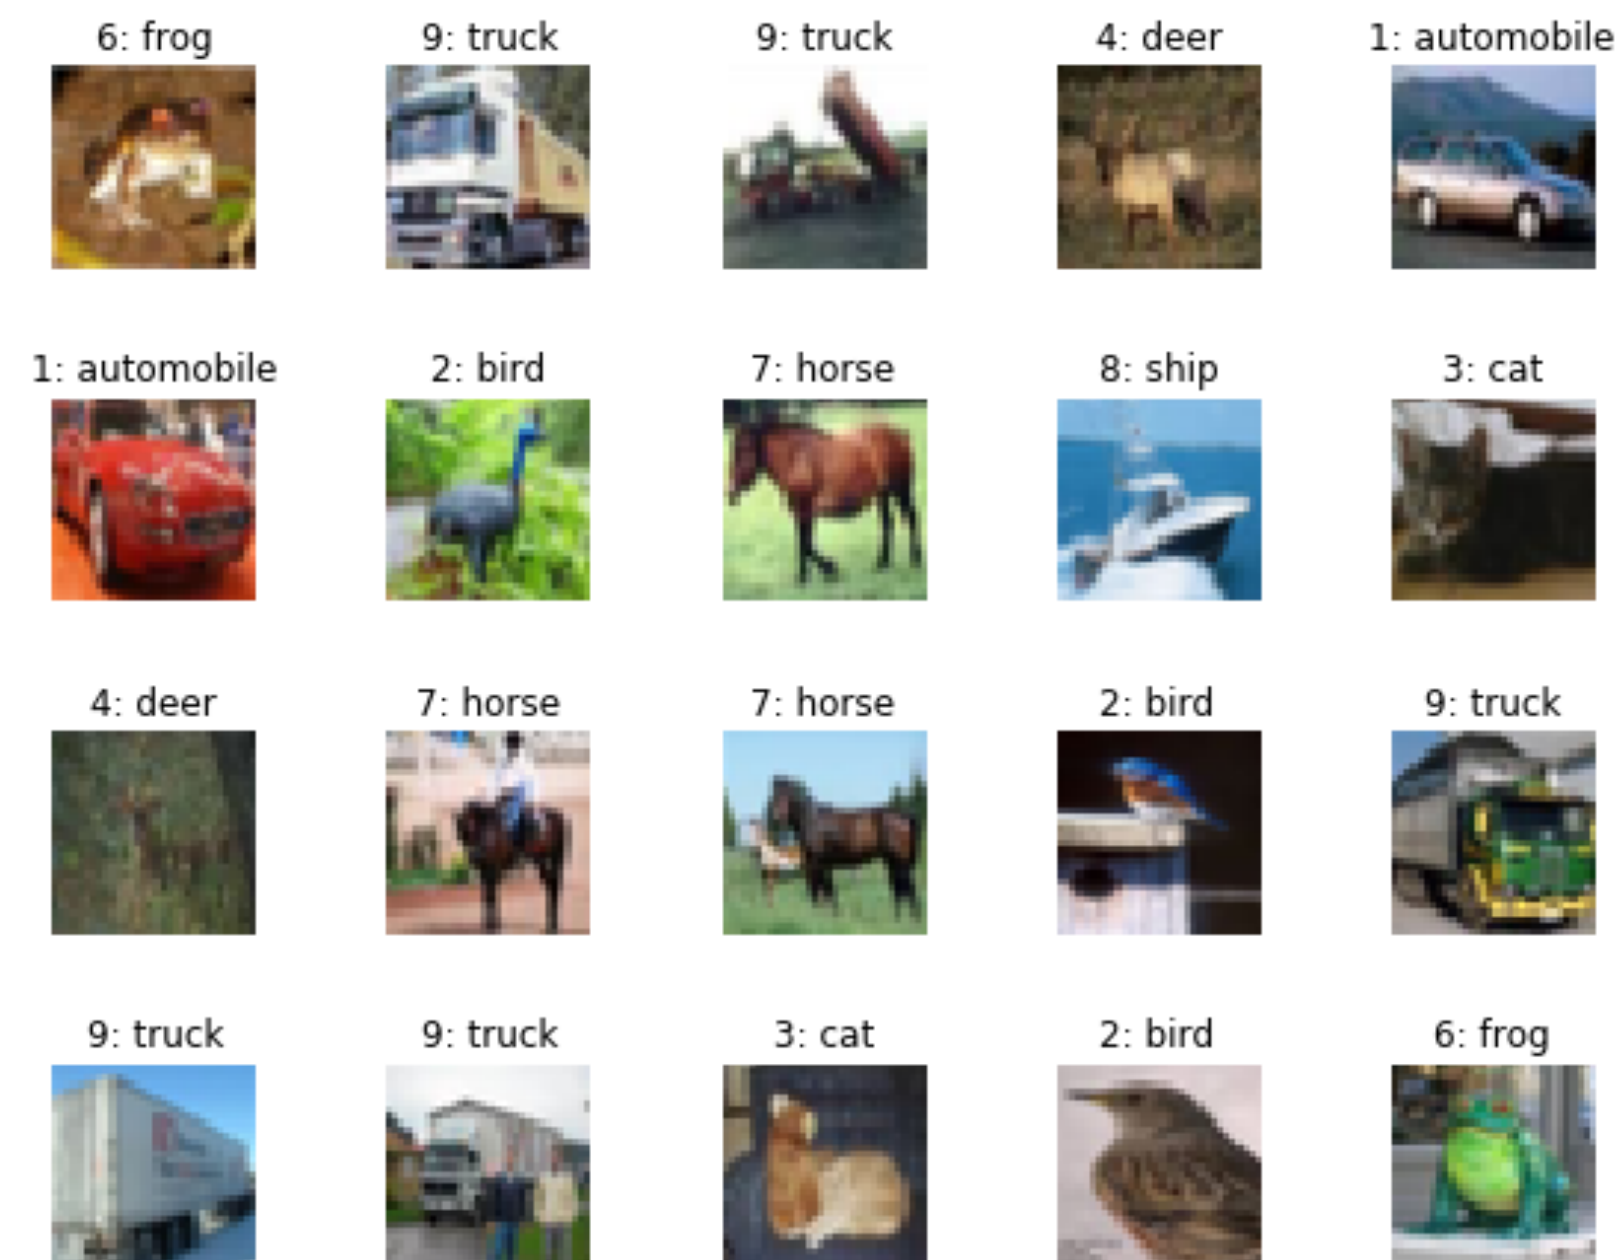 6: frog
9: truck
9: truck
4: deer
1: automobile
1: automobile
2: bird
7: horse
8: ship
3: cat
4: deer
7: horse
7: horse
2: bird
9: truck
9: truck
9: truck
3: cat
2: bird
6: frog